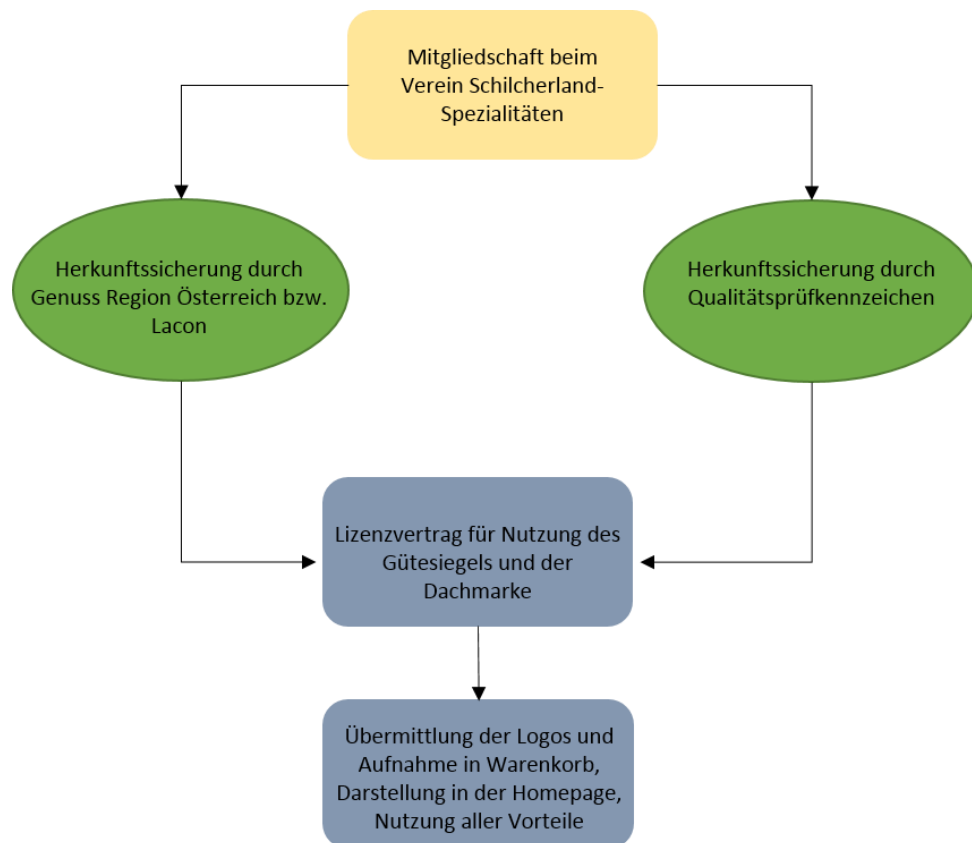 Mitgliedschaft beim
Verein Schilcherland-
Spezialitäten
Herkunftssicherung durch
Genuss Region Österreich bzw.
Lacon
Herkunftssicherung durch
Qualitätsprüfkennzeichen
Lizenzvertrag für Nutzung des
Gütesiegels und der
Dachmarke
Übermittlung der Logos und
Aufnahme in Warenkorb,
Darstellung in der Homepage,
Nutzung aller Vorteile